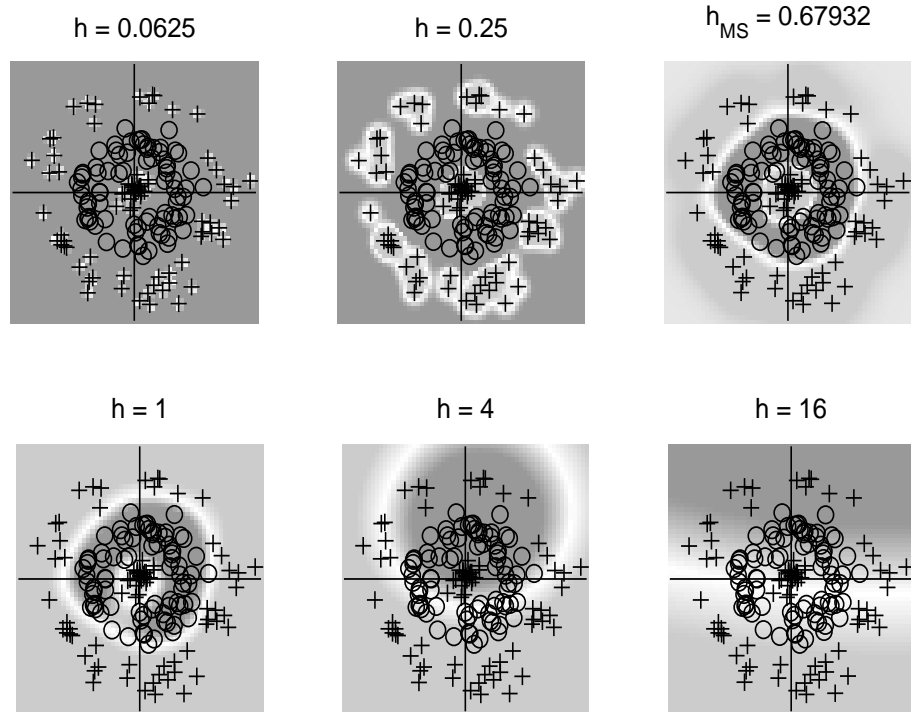 h = 0.0625
h = 0.25
h_MS = 0.67932
h = 1
h = 4
h = 16